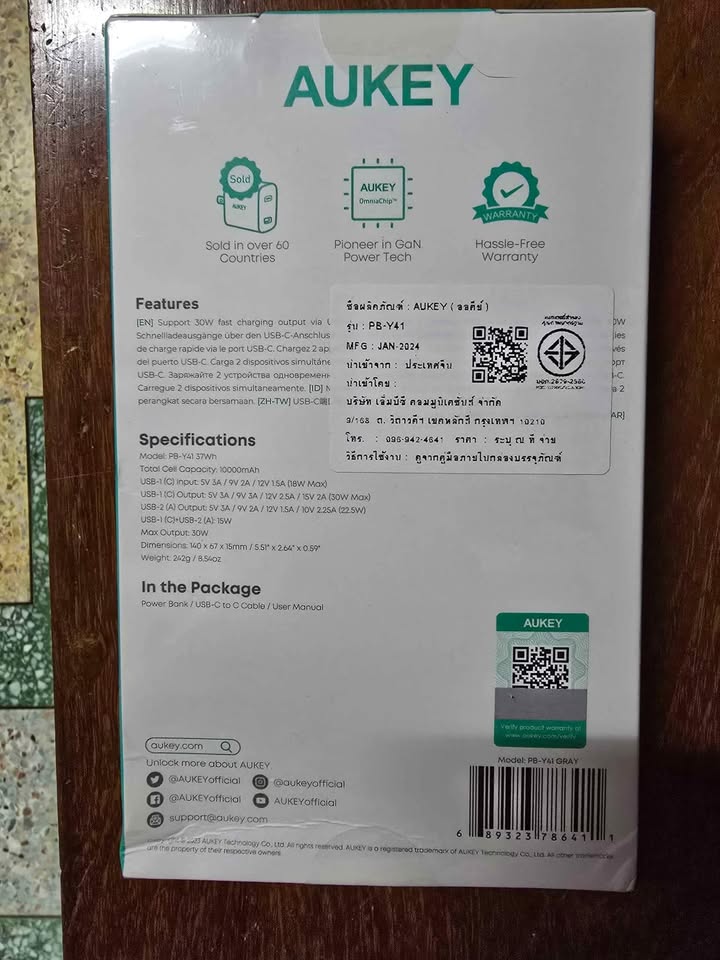 AUKEY
Sold
AUKEY
AUKEY
OmniaChip™
WARRANTY
Sold in over 60
Countries
Pioneer in GaN
Power Tech
Hassle-Free
Warranty
Features
[EN] Support 30W fast charging output via U
Schnellladeausgänge über den USB-C-Anschlus
de charge rapide via le port USB-C. Chargez 2 app
del puerto USB-C. Carga 2 dispositivos simultáne
USB-C. Заряжайте 2 устройства одновременн
Carregue 2 dispositivos simultaneamente. [ID] M
perangkat secara bersamaan. [ZH-TW] USB-C端
ชื่อผลิตภัณฑ์ : AUKEY ( ออคีย์ )
รุ่น : PB-Y41
MFG : JAN-2024
นำเข้าจาก : ประเทศจีน
นำเข้าโดย :
บริษัท เอ็มบีซี คอมมูนิเคชั่นส์ จำกัด
9/168 ถ. วิภาวดีฯ เขตหลักสี่ กรุงเทพฯ 10210
โทร. : 096-942-4641 ราคา : ระบุ ณ ที่ จ่าย
วิธีการใช้งาน : ดูจากคู่มือภายในกล่องบรรจุภัณฑ์
Specifications
Model: PB-Y41 37Wh
Total Cell Capacity: 10000mAh
USB-1 (C) Input: 5V 3A / 9V 2A / 12V 1.5A (18W Max)
USB-1 (C) Output: 5V 3A / 9V 3A / 12V 2.5A / 15V 2A (30W Max)
USB-2 (A) Output: 5V 3A / 9V 2A / 12V 1.5A / 10V 2.25A (22.5W)
USB-1 (C)+USB-2 (A): 15W
Max Output: 30W
Dimensions: 140 x 67 x 15mm / 5.51" x 2.64" x 0.59"
Weight: 242g / 8.54oz
In the Package
Power Bank / USB-C to C Cable / User Manual
AUKEY
Verify product warranty at
www.aukey.com/verify
aukey.com
Unlock more about AUKEY
@AUKEYofficial
@aukeyofficial
@AUKEYofficial
AUKEYofficial
support@aukey.com
Model: PB-Y41 GRAY
6 89323 78641 1
Copyright © 2023 AUKEY Technology Co., Ltd. All rights reserved. AUKEY is a registered trademark of AUKEY Technology Co., Ltd. All other trademarks
are the property of their respective owners.